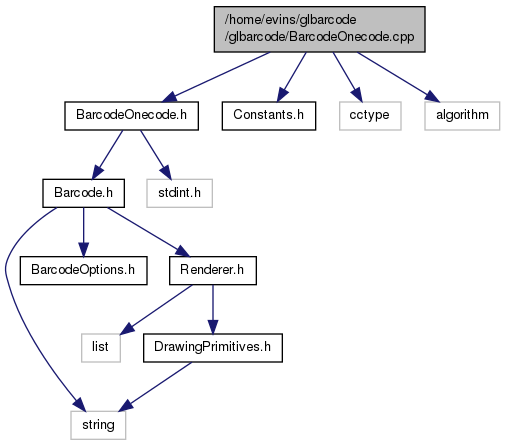 /home/evins/glbarcode
/glbarcode/BarcodeOnecode.cpp
BarcodeOnecode.h
Constants.h
cctype
algorithm
Barcode.h
stdint.h
BarcodeOptions.h
Renderer.h
list
DrawingPrimitives.h
string